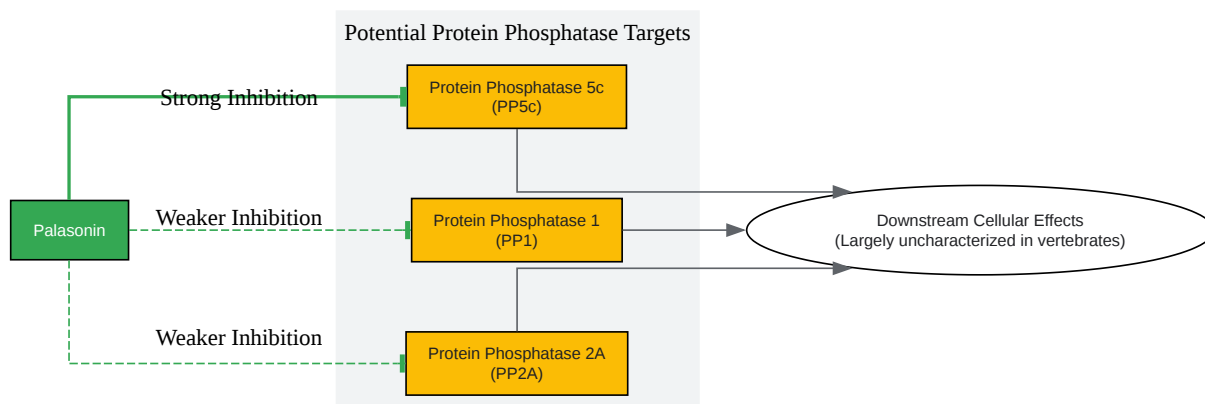 Potential Protein Phosphatase Targets
Strong Inhibition
Protein Phosphatase 5c
(PP5c)
Palasonin
Weaker Inhibition
Protein Phosphatase 1
(PP1)
Downstream Cellular Effects
(Largely uncharacterized in vertebrates)
Weaker Inhibition
Protein Phosphatase 2A
(PP2A)